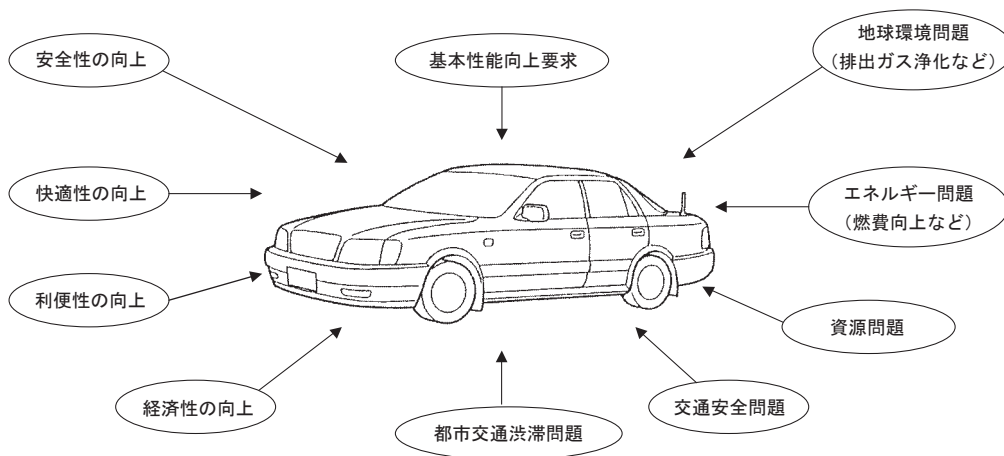 安全性の向上
基本性能向上要求
地球環境問題
（排出ガス浄化など）
快適性の向上
エネルギー問題
（燃費向上など）
利便性の向上
資源問題
経済性の向上
都市交通渋滞問題
交通安全問題